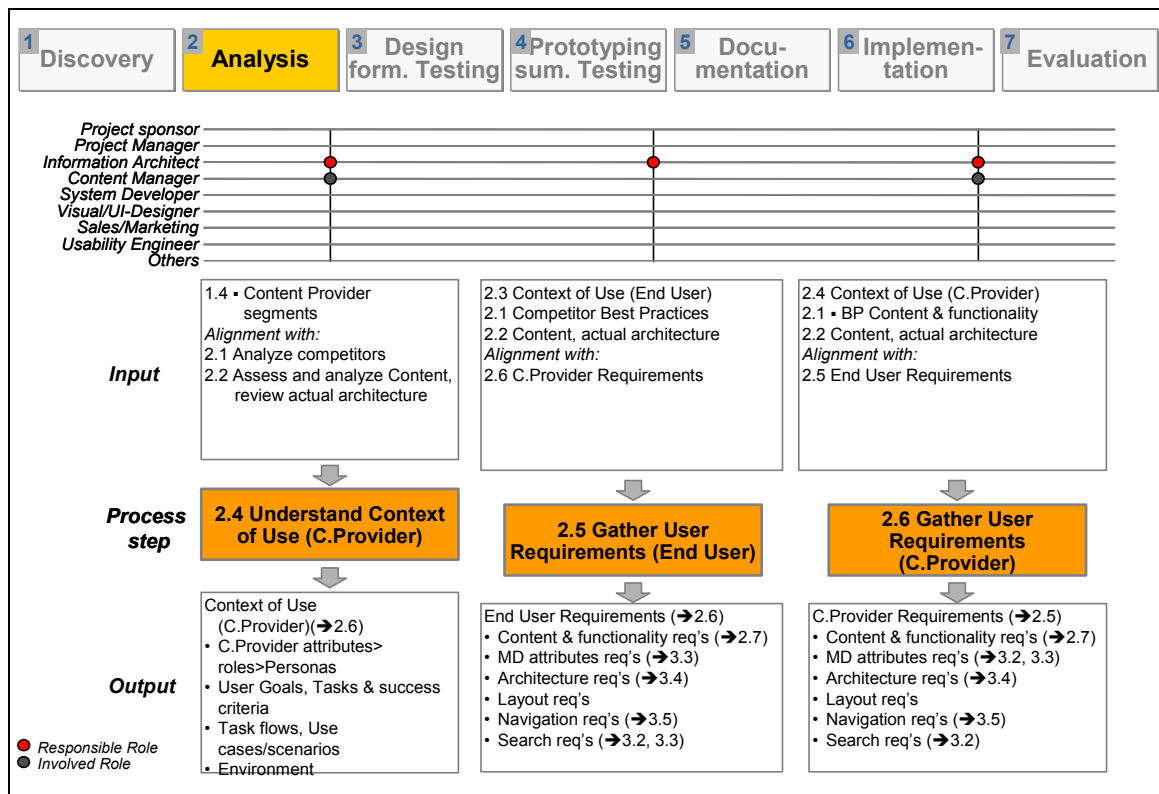 1 Discovery
2 Analysis
3 Design
form. Testing
4 Prototyping
sum. Testing
5 Docu-
mentation
6 Implemen-
tation
7 Evaluation
Project sponsor
Project Manager
Information Architect
Content Manager
System Developer
Visual/UI-Designer
Sales/Marketing
Usability Engineer
Others
Input
1.4 ▪ Content Provider
segments
Alignment with:
2.1 Analyze competitors
2.2 Assess and analyze Content,
review actual architecture
2.3 Context of Use (End User)
2.1 Competitor Best Practices
2.2 Content, actual architecture
Alignment with:
2.6 C.Provider Requirements
2.4 Context of Use (C.Provider)
2.1 ▪ BP Content & functionality
2.2 Content, actual architecture
Alignment with:
2.5 End User Requirements
Process
step
2.4 Understand Context
of Use (C.Provider)
2.5 Gather User
Requirements (End User)
2.6 Gather User
Requirements
(C.Provider)
Output
Context of Use
(C.Provider)(➔2.6)
• C.Provider attributes>
roles>Personas
• User Goals, Tasks & success
criteria
• Task flows, Use
cases/scenarios
• Environment
End User Requirements (➔2.6)
• Content & functionality req's (➔2.7)
• MD attributes req's (➔3.3)
• Architecture req's (➔3.4)
• Layout req's
• Navigation req's (➔3.5)
• Search req's (➔3.2, 3.3)
C.Provider Requirements (➔2.5)
• Content & functionality req's (➔2.7)
• MD attributes req's (➔3.2, 3.3)
• Architecture req's (➔3.4)
• Layout req's
• Navigation req's (➔3.5)
• Search req's (➔3.2)
Responsible Role
Involved Role